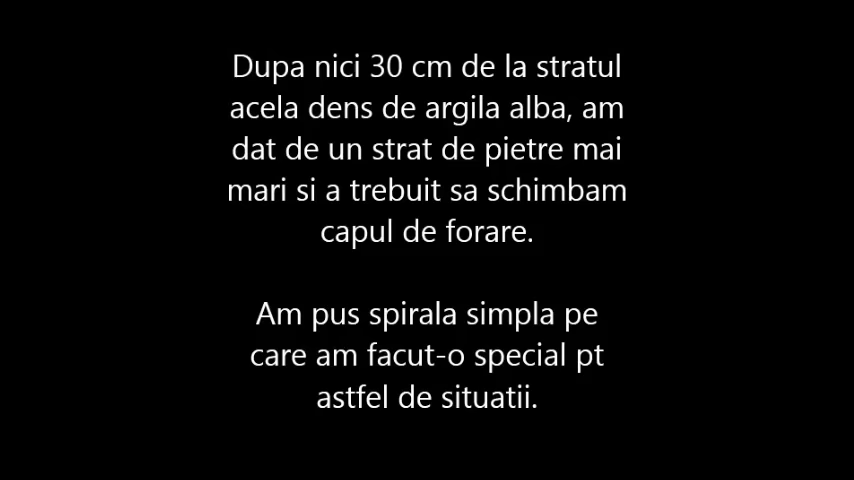 Dupa nici 30 cm de la stratul
acela dens de argila alba, am
dat de un strat de pietre mai
mari si a trebuit sa schimbam
capul de forare.
Am pus spirala simpla pe
care am facut-o special pt
astfel de situatii.